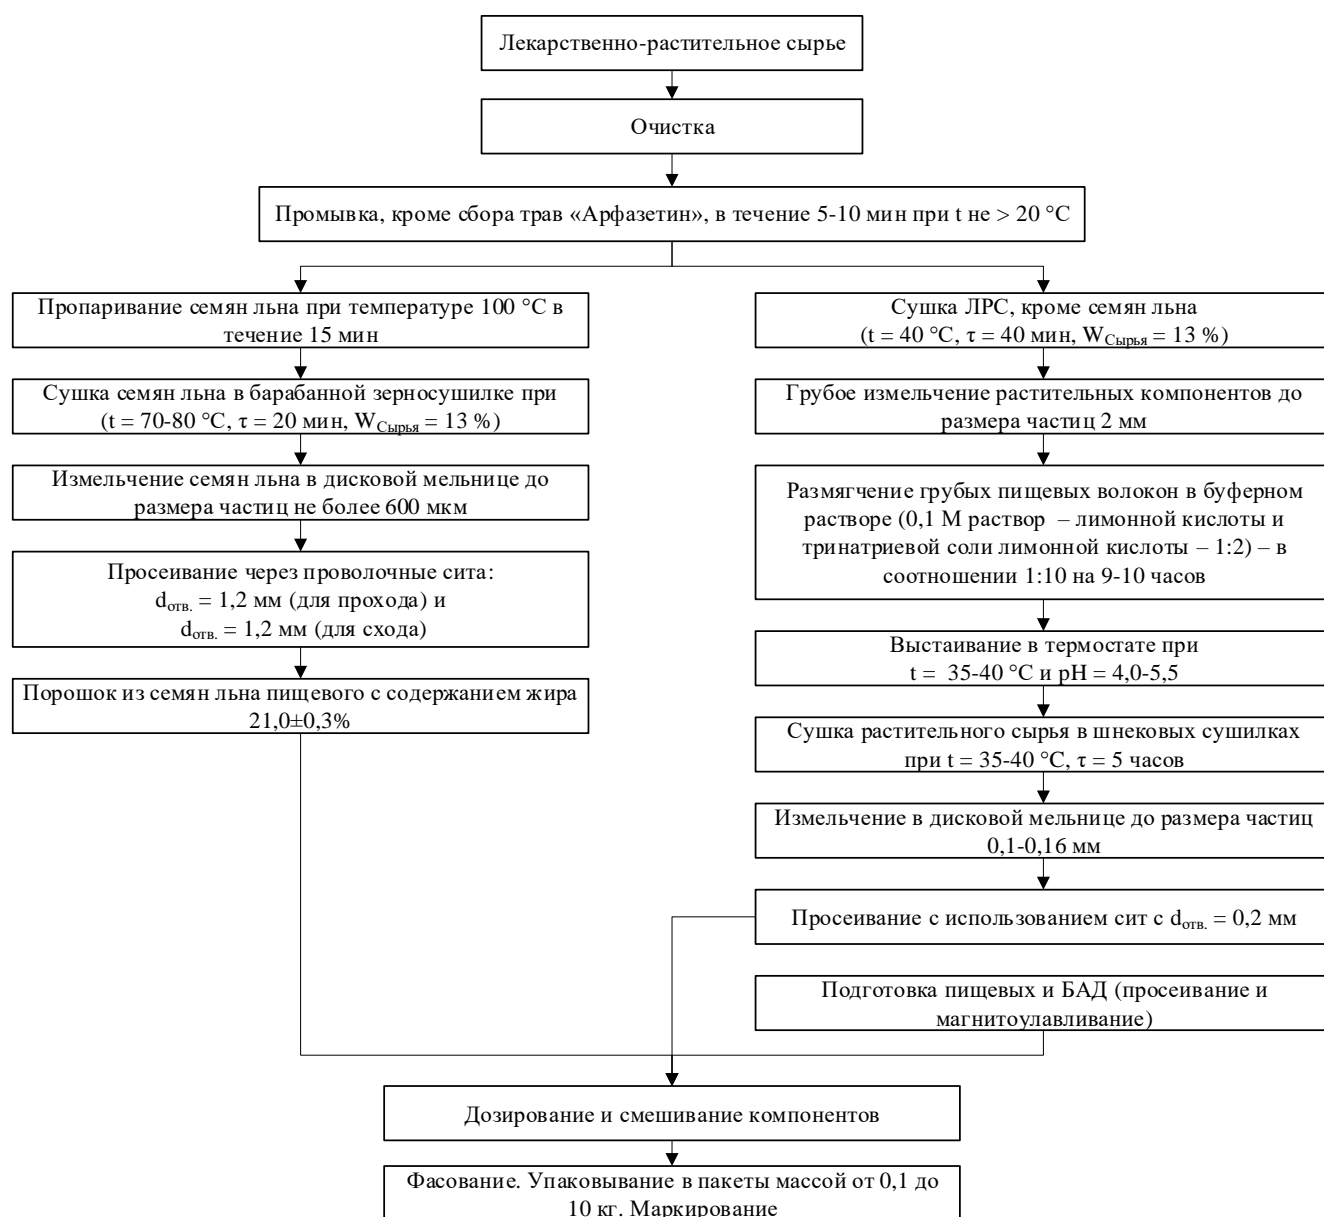 Лекарственно-растительное сырье
Очистка
Промывка, кроме сбора трав «Арфазетин», в течение 5-10 мин при t не > 20 °C
Пропаривание семян льна при температуре 100 °C в
течение 15 мин
Сушка семян льна в барабанной зерносушилке при
(t = 70-80 °C, τ = 20 мин, WСырья = 13 %)
Измельчение семян льна в дисковой мельнице до
размера частиц не более 600 мкм
Просеивание через проволочные сита:
dотв. = 1,2 мм (для прохода) и
dотв. = 1,2 мм (для схода)
Порошок из семян льна пищевого с содержанием жира
21,0±0,3%
Сушка ЛРС, кроме семян льна
(t = 40 °C, τ = 40 мин, WСырья = 13 %)
Грубое измельчение растительных компонентов до
размера частиц 2 мм
Размягчение грубых пищевых волокон в буферном
растворе (0,1 М раствор – лимонной кислоты и
тринатриевой соли лимонной кислоты – 1:2) – в
соотношении 1:10 на 9-10 часов
Выстаивание в термостате при
t = 35-40 °C и pH = 4,0-5,5
Сушка растительного сырья в шнековых сушилках
при t = 35-40 °C, τ = 5 часов
Измельчение в дисковой мельнице до размера частиц
0,1-0,16 мм
Просеивание с использованием сит с dотв. = 0,2 мм
Подготовка пищевых и БАД (просеивание и
магнитоулавливание)
Дозирование и смешивание компонентов
Фасование. Упаковывание в пакеты массой от 0,1 до
10 кг. Маркирование